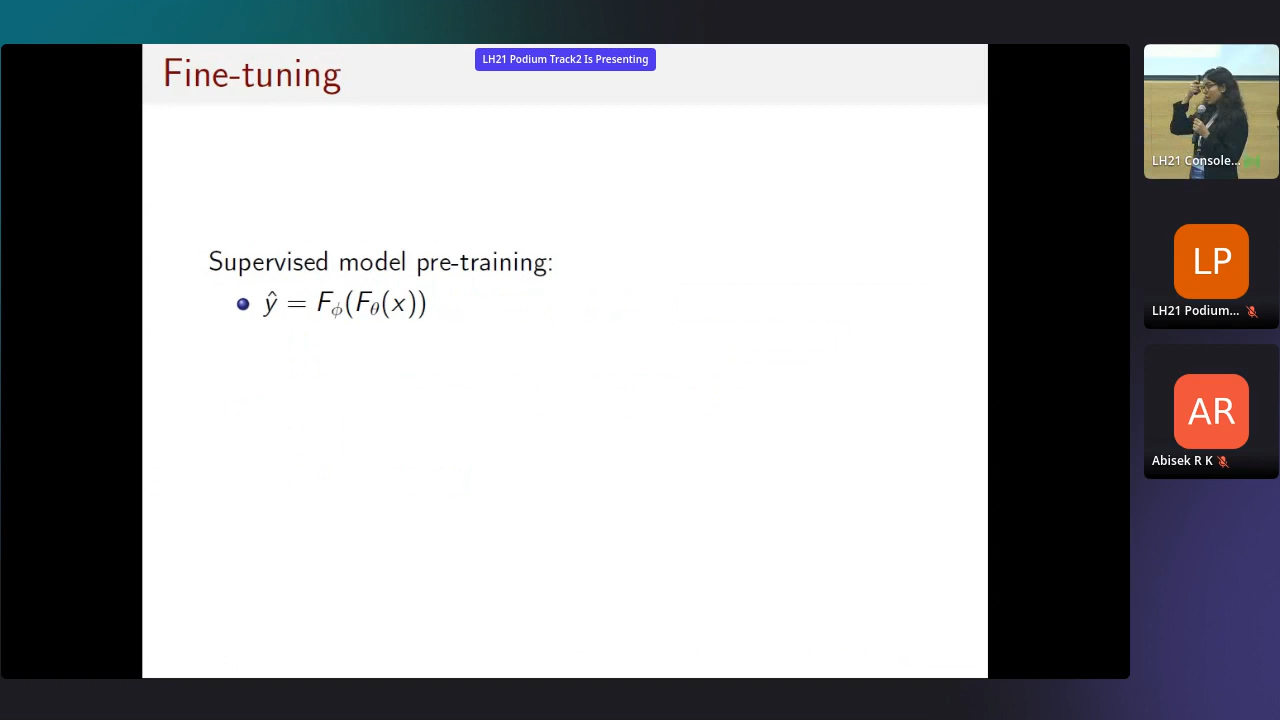 LH21 Podium Track2 Is Presenting
Fine-tuning
Supervised model pre-training:
ŷ = F_ϕ(F_θ(x))
LH21 Console...
LP
LH21 Podium...
AR
Abisek R K